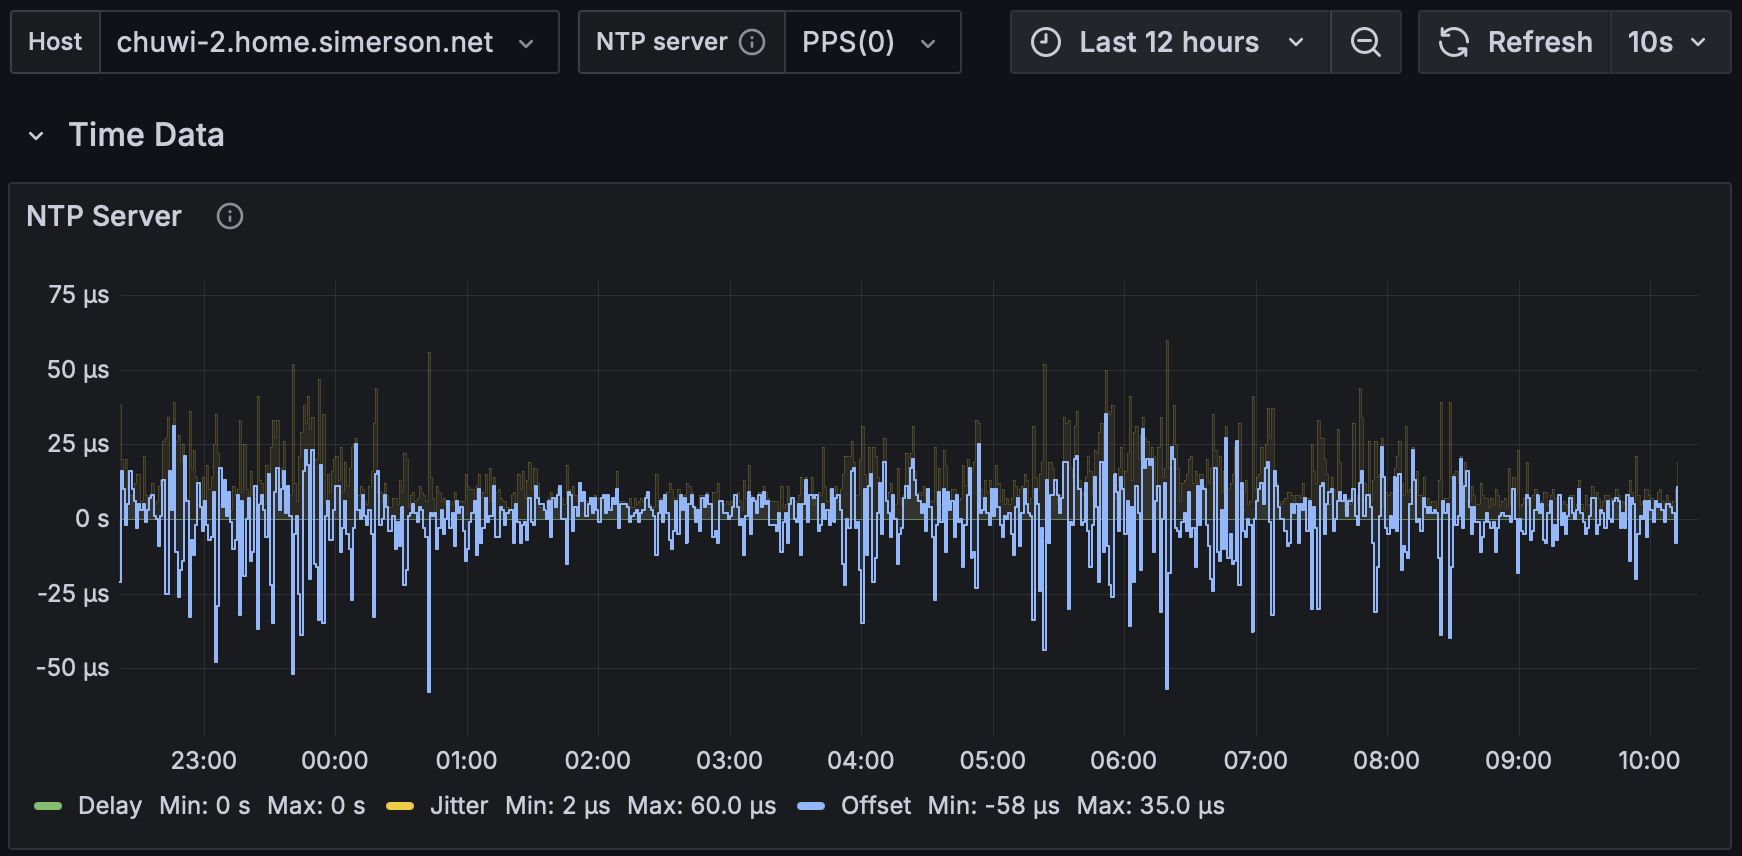 Host chuwi-2.home.simerson.net NTP server PPS(0) Last 12 hours Refresh 10s
Time Data
NTP Server
75 µs
50 µs
25 µs
0 s
-25 µs
-50 µs
23:00 00:00 01:00 02:00 03:00 04:00 05:00 06:00 07:00 08:00 09:00 10:00
Delay Min: 0 s Max: 0 s Jitter Min: 2 µs Max: 60.0 µs Offset Min: -58 µs Max: 35.0 µs